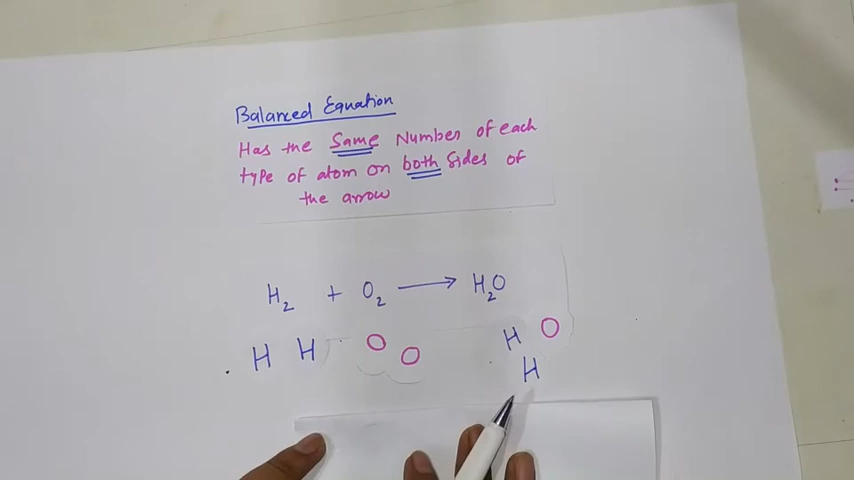 Balanced Equation
Has the Same Number of each
type of atom on both sides of
the arrow
H₂ + O₂ ⟶ H₂O
H H O O H O
H